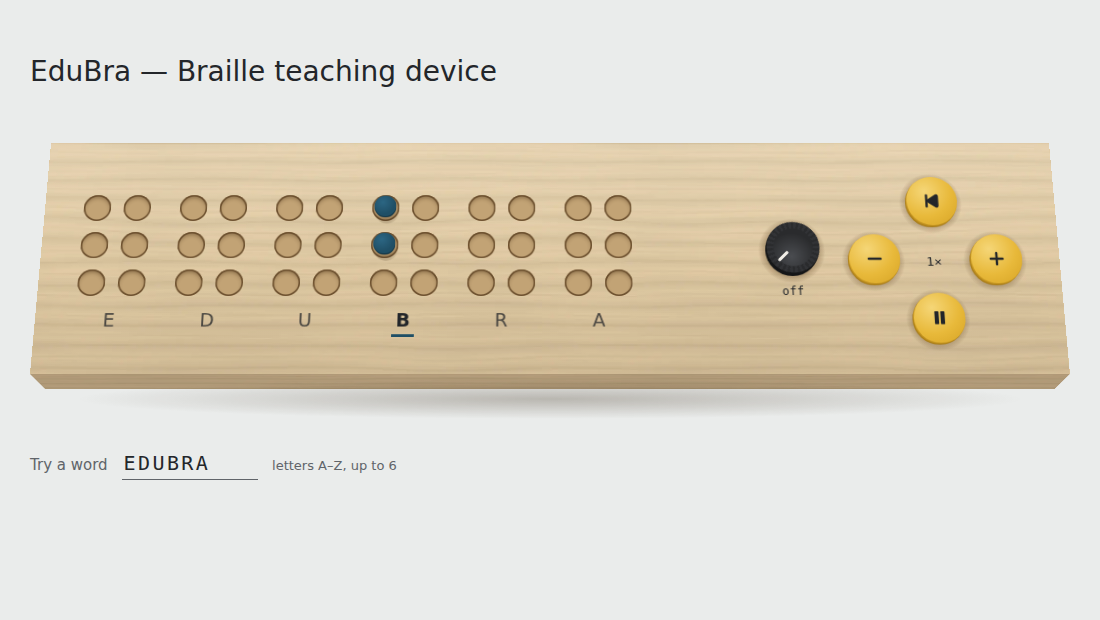 EduBra — Braille teaching device
E D U B R A
off
1×
Try a word EDUBRA letters A–Z, up to 6